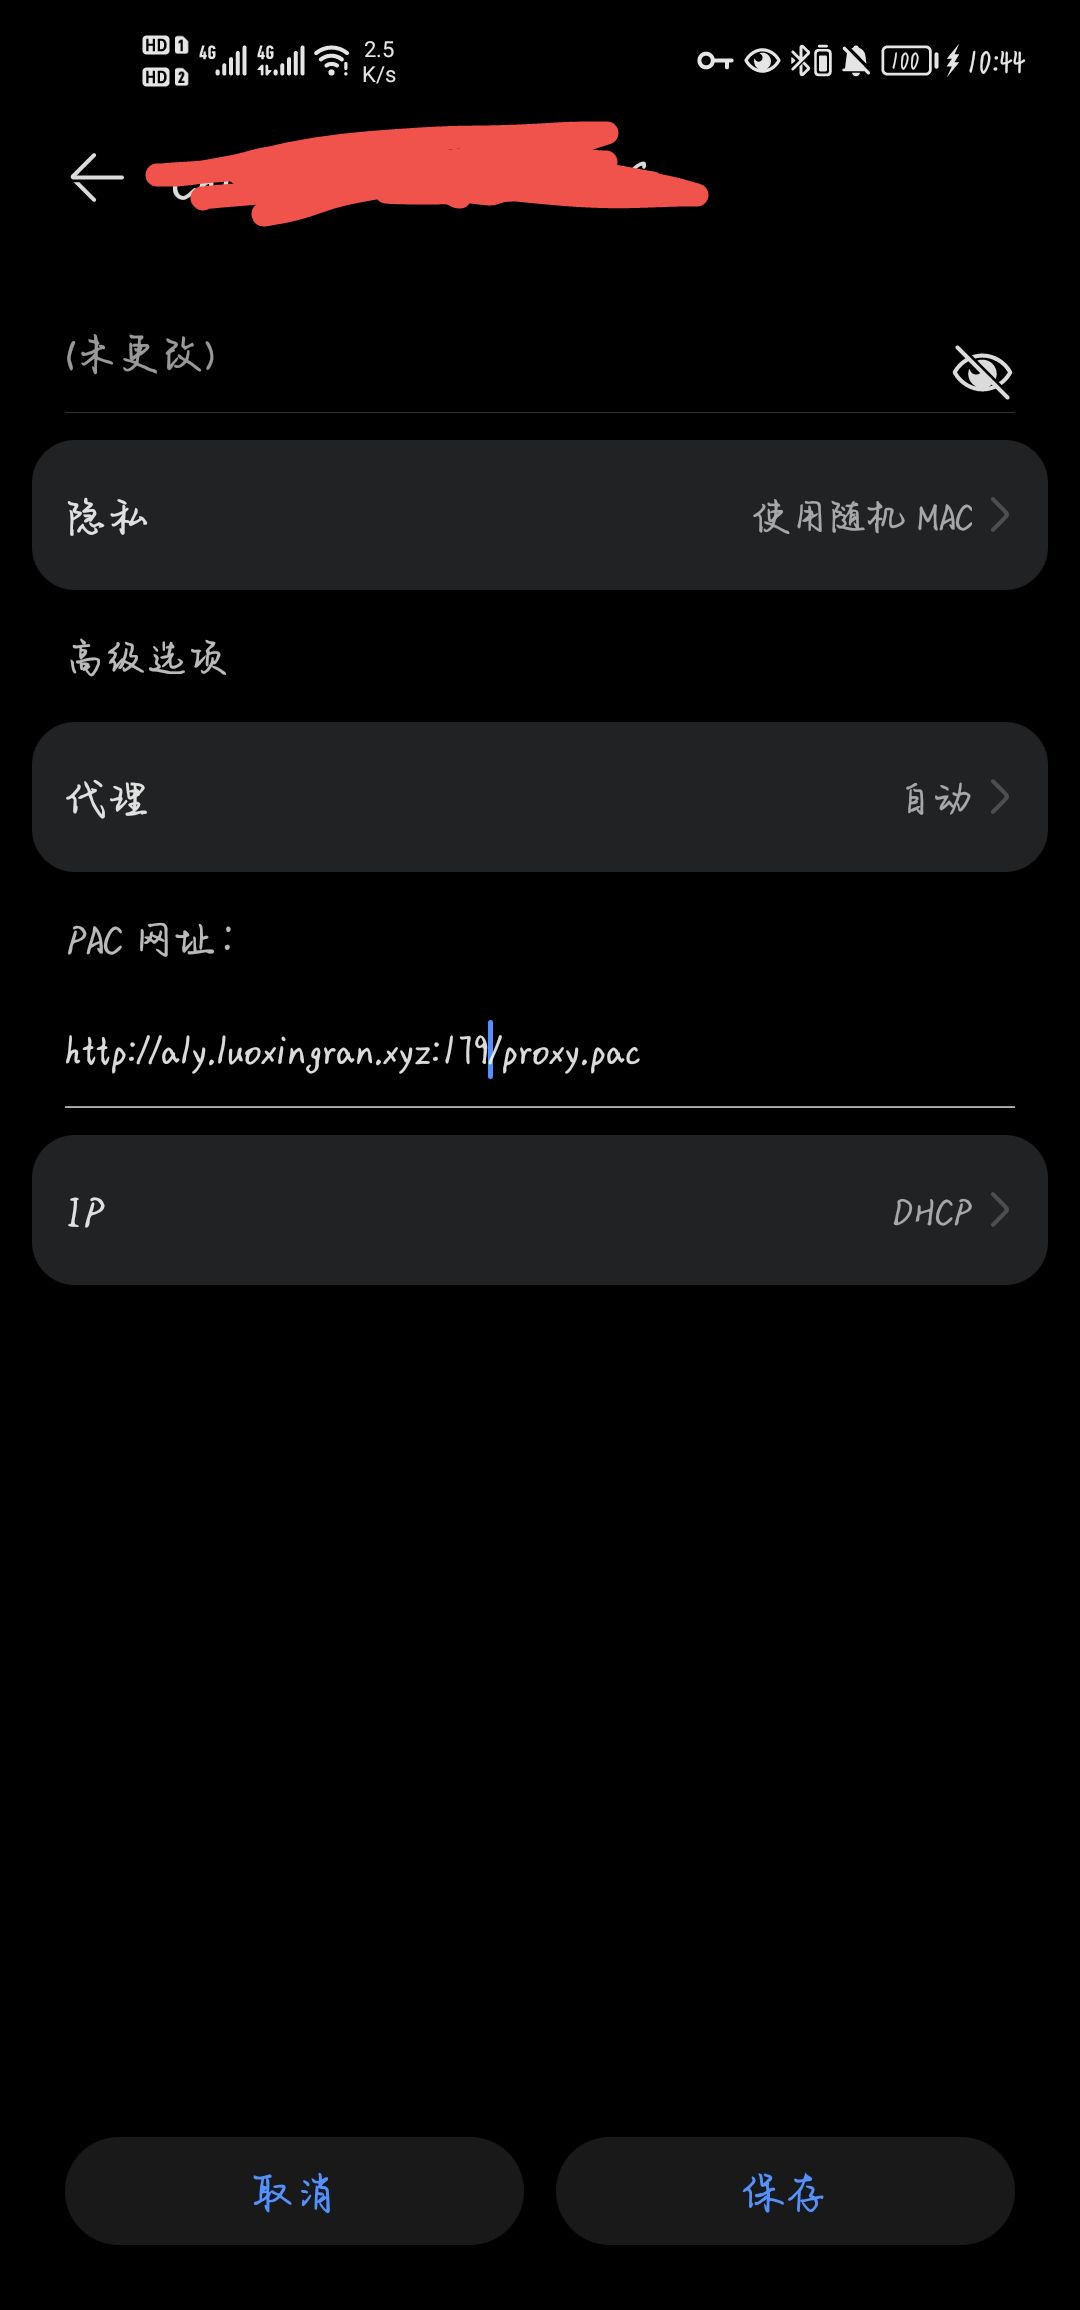 HD 1 4G 4G 2.5 100 10:44
HD 2 K/s
(未更改)
隐私 使用随机 MAC
高级选项
代理 自动
PAC 网址：
http://aly.luoxingran.xyz:179/proxy.pac
IP DHCP
取消 保存